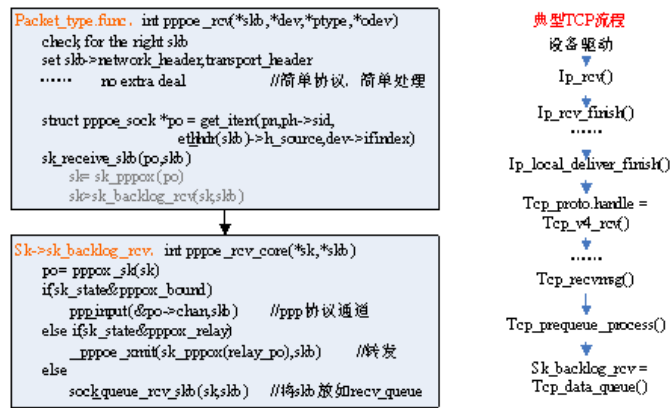 Packet_type.func. int pppoe_rcv(*skb,*dev,*ptype,*odev)
check for the right skb
set skb->network_header,transport_header
······ no extra deal //简单协议、简单处理
struct pppoe_sock *po = get_item(pn,ph->sid,
ethhdr(skb)->h_source,dev->ifindex)
sk_receive_skb(po,skb)
sk= sk_pppox(po)
sk>sk_backlog_rcv(sk,skb)
Sk->sk_backlog_rcv. int pppoe_rcv_core(*sk,*skb)
po= pppox_sk(sk)
if(sk_state&pppox_bound)
ppp_input(&po->chan,skb) //ppp协议通道
else if(sk_state&pppox_relay)
_pppoe_xmit(sk_pppox(relay_po),skb) //转发
else
sock_queue_rcv_skb(sk,skb) //将skb放如recv_queue
典型TCP流程
设备驱动
Ip_rcv()
Ip_rcv_finish()
······
Ip_local_deliver_finish()
Tcp_proto.handle =
Tcp_v4_rcv()
······
Tcp_recvmsg()
Tcp_prequeue_process()
Sk_backlog_rcv =
Tcp_data_queue()